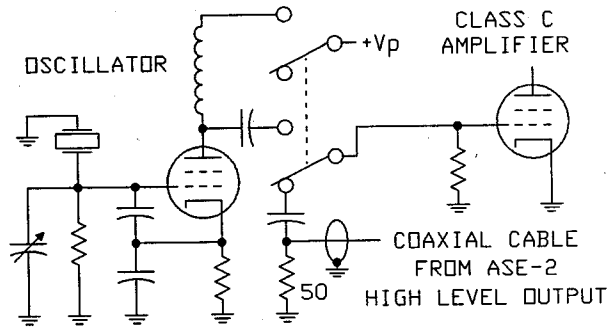 CLASS C
AMPLIFIER
+Vp
OSCILLATOR
COAXIAL CABLE
FROM ASE-2
50
HIGH LEVEL OUTPUT